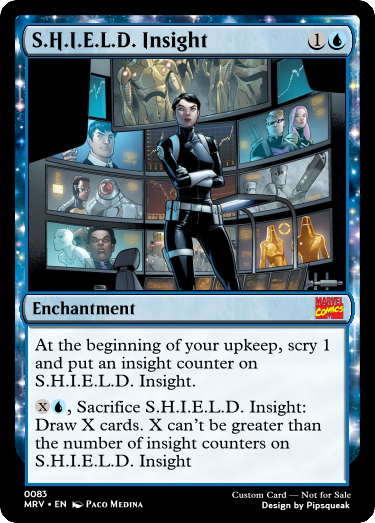 S.H.I.E.L.D. Insight 1
Enchantment MARVEL COMICS
At the beginning of your upkeep, scry 1
and put an insight counter on
S.H.I.E.L.D. Insight.
X, Sacrifice S.H.I.E.L.D. Insight:
Draw X cards. X can't be greater than
the number of insight counters on
S.H.I.E.L.D. Insight
0083 Custom Card — Not for Sale
MRV • EN PACO MEDINA Design by Pipsqueak